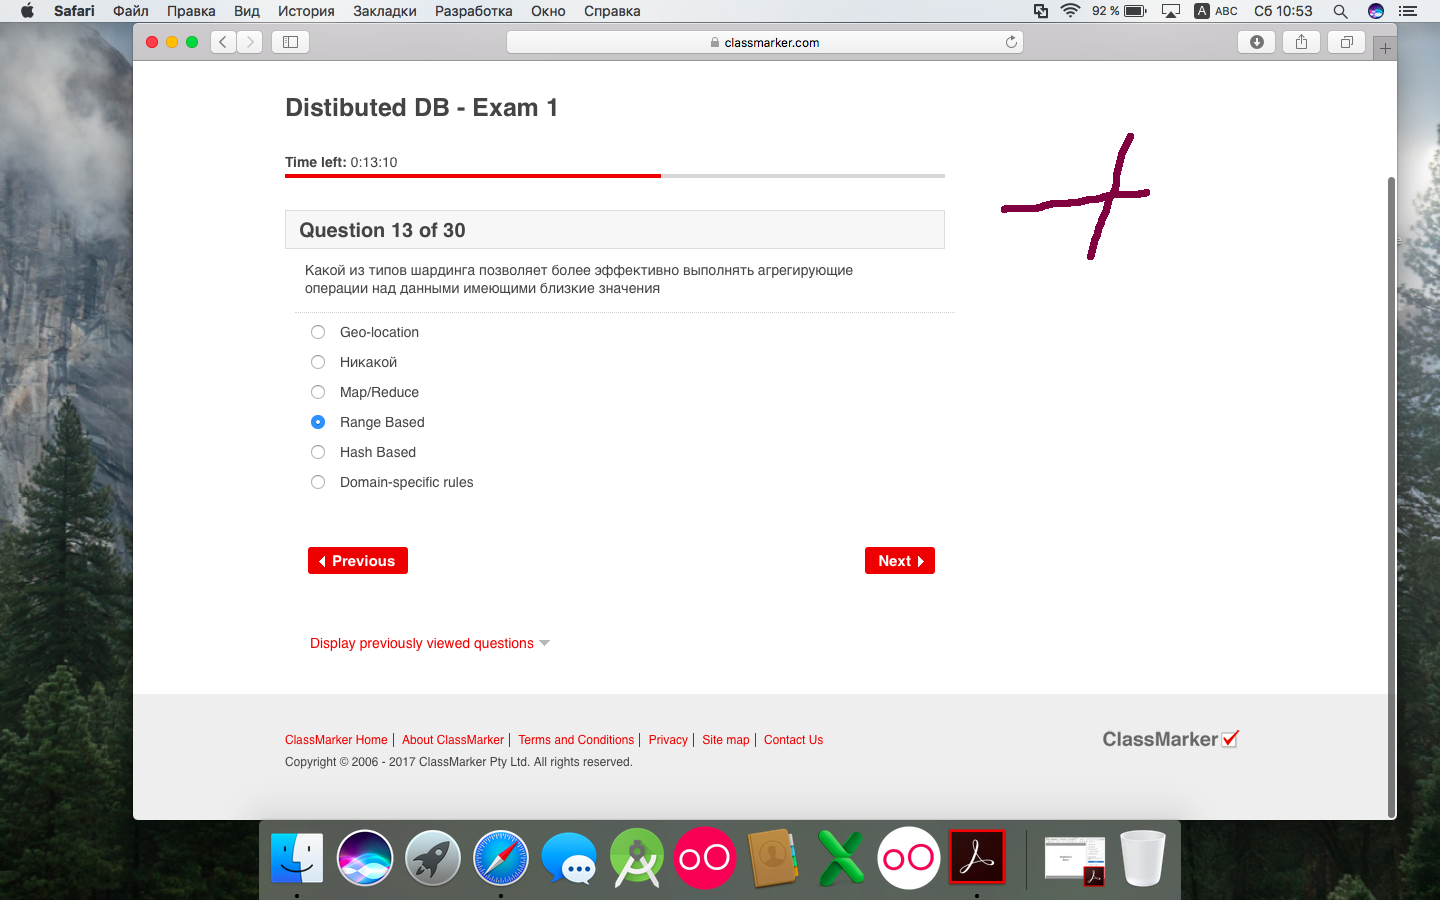 Safari Файл Правка Вид История Закладки Разработка Окно Справка 92 % A ABC Сб 10:53
classmarker.com
Distibuted DB - Exam 1
Time left: 0:13:10
Question 13 of 30
Какой из типов шардинга позволяет более эффективно выполнять агрегирующие
операции над данными имеющими близкие значения
Geo-location
Никакой
Map/Reduce
Range Based
Hash Based
Domain-specific rules
Previous Next
Display previously viewed questions
ClassMarker Home | About ClassMarker | Terms and Conditions | Privacy | Site map | Contact Us
ClassMarker
Copyright © 2006 - 2017 ClassMarker Pty Ltd. All rights reserved.